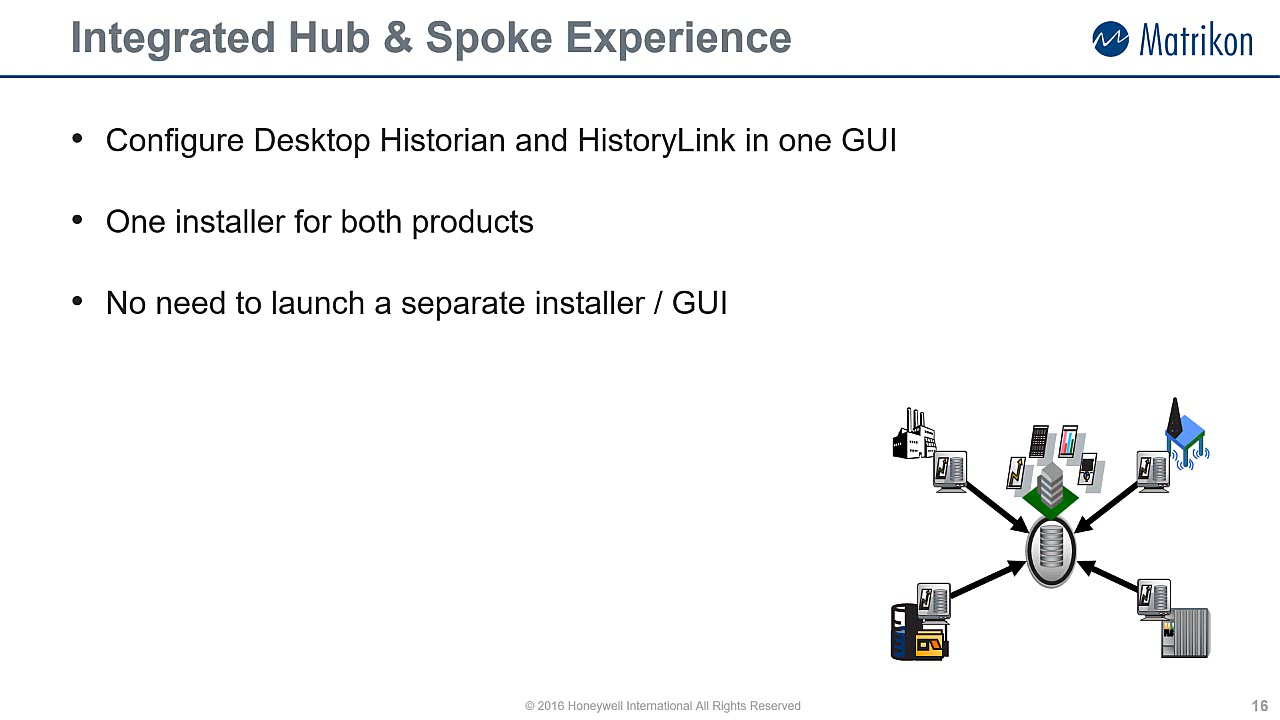 Integrated Hub & Spoke Experience
Matrikon
• Configure Desktop Historian and HistoryLink in one GUI
• One installer for both products
• No need to launch a separate installer / GUI
© 2016 Honeywell International All Rights Reserved
16